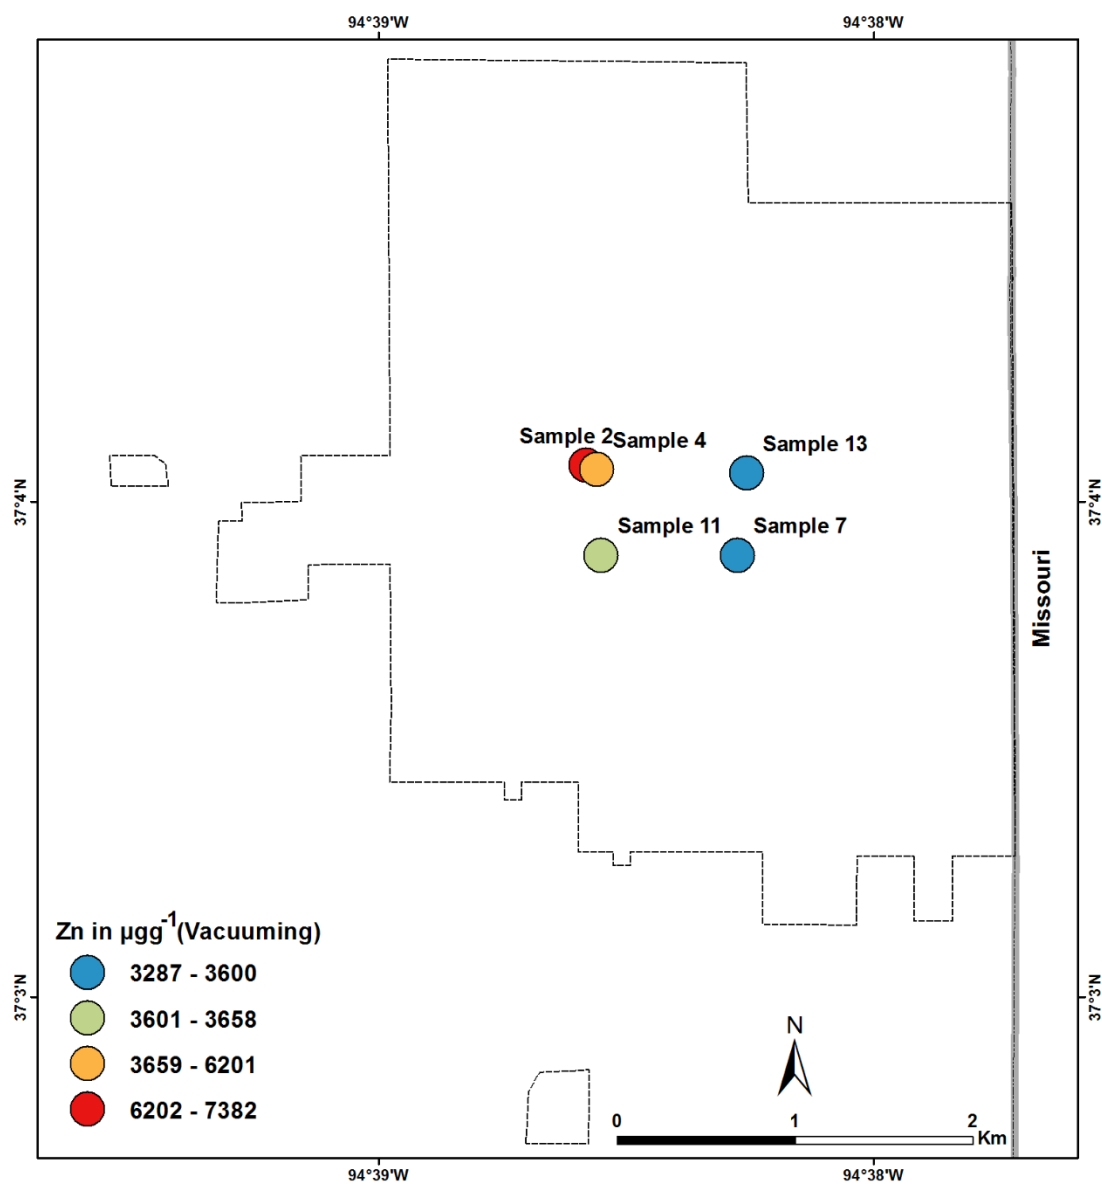 94°39'W
94°38'W
Sample 2
Sample 4
Sample 13
37°4'N
37°4'N
Sample 11
Sample 7
Missouri
Zn in µgg-1(Vacuuming)
3287 - 3600
3601 - 3658
3659 - 6201
6202 - 7382
37°3'N
37°3'N
N
0
1
2
Km
94°39'W
94°38'W